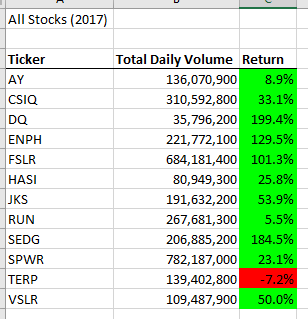 All Stocks (2017)
Ticker Total Daily Volume Return
AY 136,070,900 8.9%
CSIQ 310,592,800 33.1%
DQ 35,796,200 199.4%
ENPH 221,772,100 129.5%
FSLR 684,181,400 101.3%
HASI 80,949,300 25.8%
JKS 191,632,200 53.9%
RUN 267,681,300 5.5%
SEDG 206,885,200 184.5%
SPWR 782,187,000 23.1%
TERP 139,402,800 -7.2%
VSLR 109,487,900 50.0%